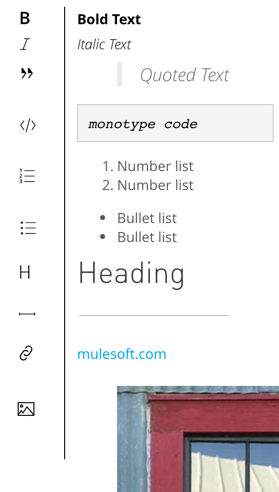 B Bold Text
I Italic Text
” Quoted Text
</> monotype code
1. Number list
2. Number list
• Bullet list
• Bullet list
H Heading
mulesoft.com